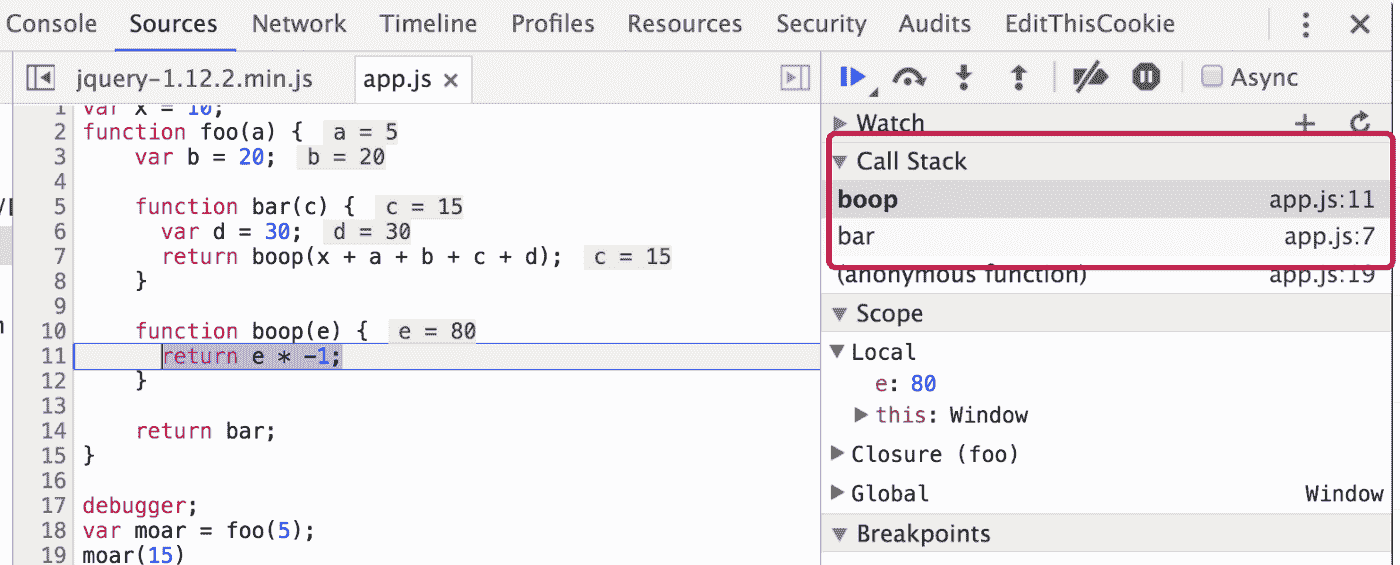 Console Sources Network Timeline Profiles Resources Security Audits EditThisCookie
jquery-1.12.2.min.js app.js
1 var x = 10;
2 function foo(a) { a = 5
3 var b = 20; b = 20
4
5 function bar(c) { c = 15
6 var d = 30; d = 30
7 return boop(x + a + b + c + d); c = 15
8 }
9
10 function boop(e) { e = 80
11 return e * -1;
12 }
13
14 return bar;
15 }
16
17 debugger;
18 var moar = foo(5);
19 moar(15)
Async
Watch
Call Stack
boop app.js:11
bar app.js:7
(anonymous function) app.js:19
Scope
Local
e: 80
this: Window
Closure (foo)
Global Window
Breakpoints